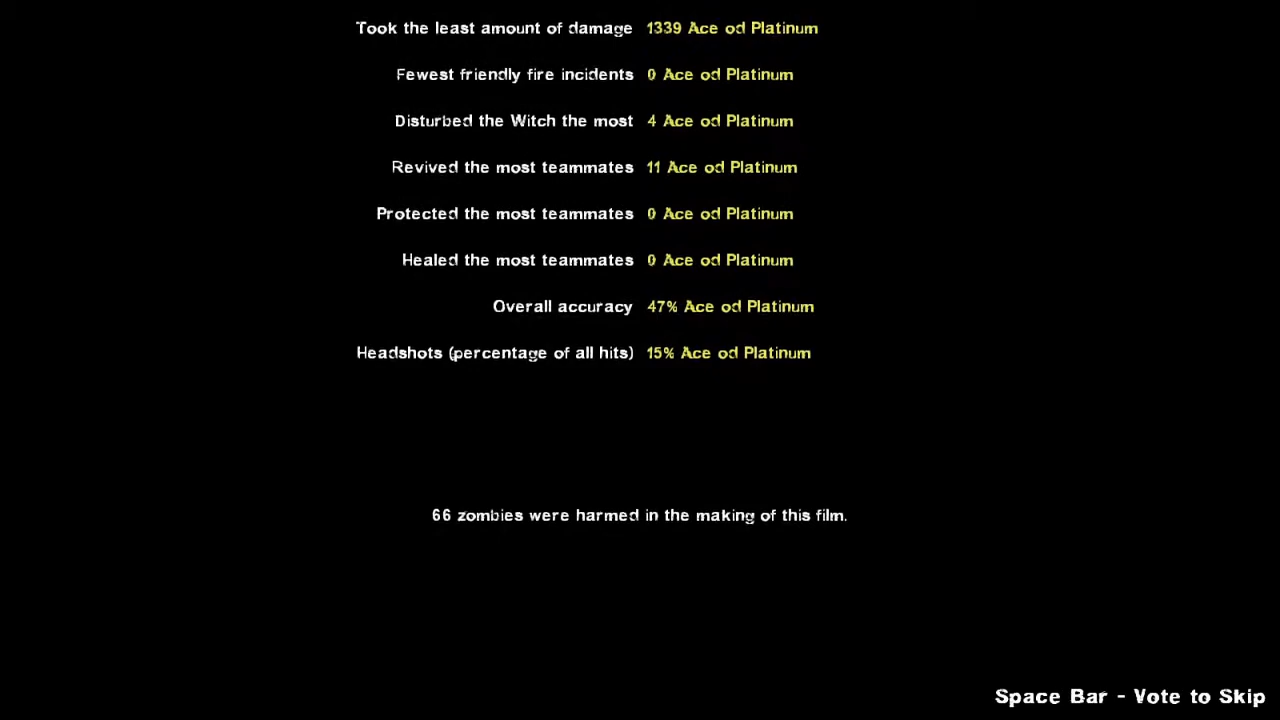 Took the least amount of damage 1339 Ace od Platinum
Fewest friendly fire incidents 0 Ace od Platinum
Disturbed the Witch the most 4 Ace od Platinum
Revived the most teammates 11 Ace od Platinum
Protected the most teammates 0 Ace od Platinum
Healed the most teammates 0 Ace od Platinum
Overall accuracy 47% Ace od Platinum
Headshots (percentage of all hits) 15% Ace od Platinum
66 zombies were harmed in the making of this film.
Space Bar - Vote to Skip